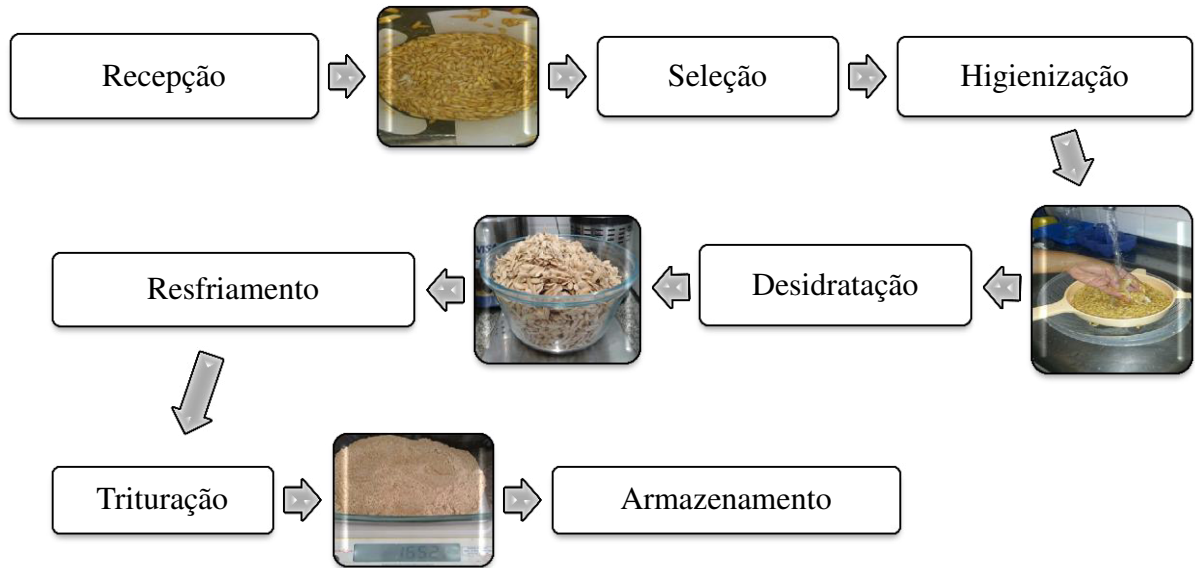 Recepção
Seleção
Higienização
Resfriamento
Desidratação
Trituração
Armazenamento